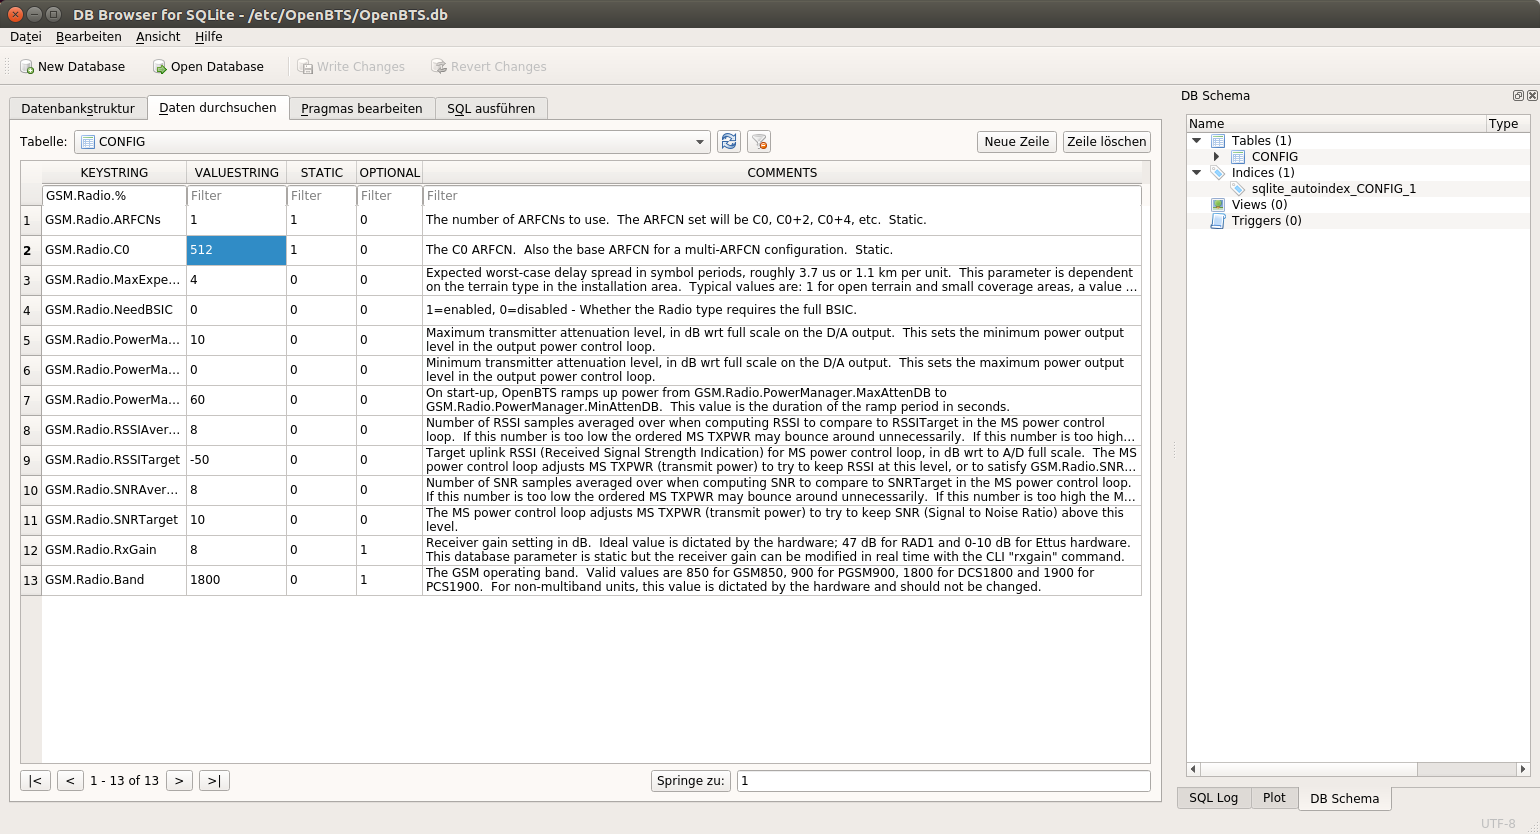 DB Browser for SQLite - /etc/OpenBTS/OpenBTS.db
Datei Bearbeiten Ansicht Hilfe
New Database Open Database Write Changes Revert Changes
Datenbankstruktur Daten durchsuchen Pragmas bearbeiten SQL ausführen
Tabelle: CONFIG Neue Zeile Zeile löschen
KEYSTRING VALUESTRING STATIC OPTIONAL COMMENTS
GSM.Radio.% Filter Filter Filter Filter
1 GSM.Radio.ARFCNs 1 1 0 The number of ARFCNs to use. The ARFCN set will be C0, C0+2, C0+4, etc. Static.
2 GSM.Radio.C0 512 1 0 The C0 ARFCN. Also the base ARFCN for a multi-ARFCN configuration. Static.
3 GSM.Radio.MaxExpe... 4 0 0 Expected worst-case delay spread in symbol periods, roughly 3.7 us or 1.1 km per unit. This parameter is dependent
on the terrain type in the installation area. Typical values are: 1 for open terrain and small coverage areas, a value ...
4 GSM.Radio.NeedBSIC 0 0 0 1=enabled, 0=disabled - Whether the Radio type requires the full BSIC.
5 GSM.Radio.PowerMa... 10 0 0 Maximum transmitter attenuation level, in dB wrt full scale on the D/A output. This sets the minimum power output
level in the output power control loop.
6 GSM.Radio.PowerMa... 0 0 0 Minimum transmitter attenuation level, in dB wrt full scale on the D/A output. This sets the maximum power output
level in the output power control loop.
7 GSM.Radio.PowerMa... 60 0 0 On start-up, OpenBTS ramps up power from GSM.Radio.PowerManager.MaxAttenDB to
GSM.Radio.PowerManager.MinAttenDB. This value is the duration of the ramp period in seconds.
8 GSM.Radio.RSSIAver... 8 0 0 Number of RSSI samples averaged over when computing RSSI to compare to RSSITarget in the MS power control
loop. If this number is too low the ordered MS TXPWR may bounce around unnecessarily. If this number is too high...
9 GSM.Radio.RSSITarget -50 0 0 Target uplink RSSI (Received Signal Strength Indication) for MS power control loop, in dB wrt to A/D full scale. The MS
power control loop adjusts MS TXPWR (transmit power) to try to keep RSSI at this level, or to satisfy GSM.Radio.SNR...
10 GSM.Radio.SNRAver... 8 0 0 Number of SNR samples averaged over when computing SNR to compare to SNRTarget in the MS power control loop.
If this number is too low the ordered MS TXPWR may bounce around unnecessarily. If this number is too high the M...
11 GSM.Radio.SNRTarget 10 0 0 The MS power control loop adjusts MS TXPWR (transmit power) to try to keep SNR (Signal to Noise Ratio) above this
level.
12 GSM.Radio.RxGain 8 0 1 Receiver gain setting in dB. Ideal value is dictated by the hardware; 47 dB for RAD1 and 0-10 dB for Ettus hardware.
This database parameter is static but the receiver gain can be modified in real time with the CLI "rxgain" command.
13 GSM.Radio.Band 1800 0 1 The GSM operating band. Valid values are 850 for GSM850, 900 for PGSM900, 1800 for DCS1800 and 1900 for
PCS1900. For non-multiband units, this value is dictated by the hardware and should not be changed.
|< < 1 - 13 of 13 > >| Springe zu: 1
DB Schema
Name Type
Tables (1)
CONFIG
Indices (1)
sqlite_autoindex_CONFIG_1
Views (0)
Triggers (0)
SQL Log Plot DB Schema
UTF-8